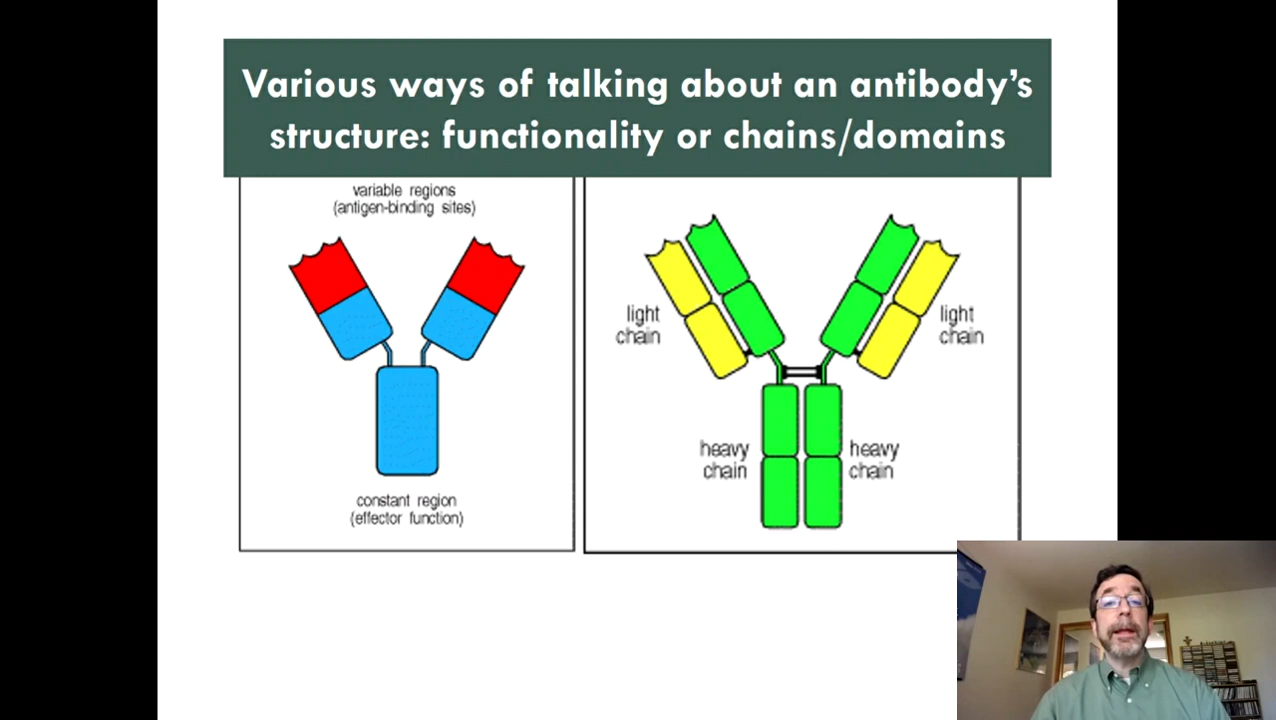 Various ways of talking about an antibody’s
structure: functionality or chains/domains
variable regions
(antigen-binding sites)
constant region
(effector function)
light
chain
light
chain
heavy
chain
heavy
chain